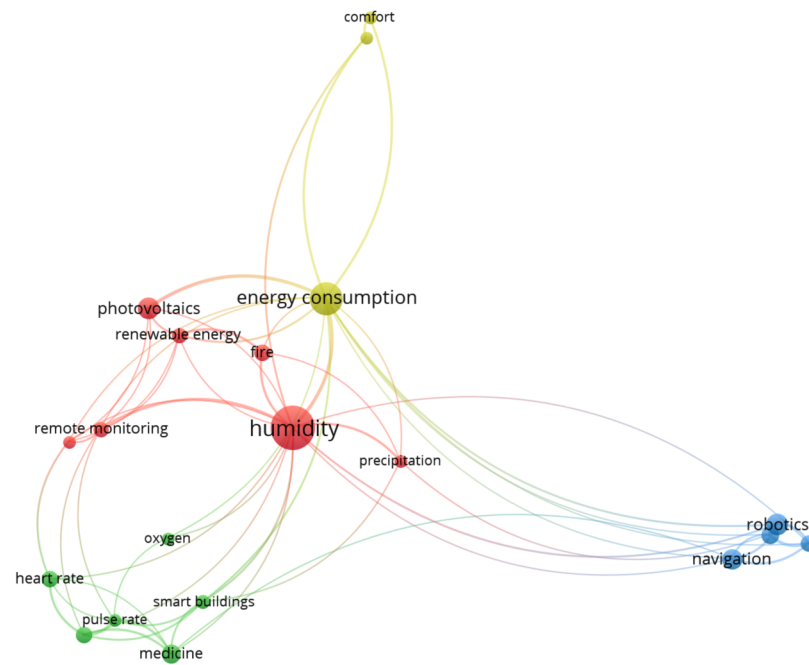 comfort
energy consumption
photovoltaics
renewable energy
fire
humidity
remote monitoring
precipitation
robotics
oxygen
navigation
heart rate
smart buildings
pulse rate
medicine